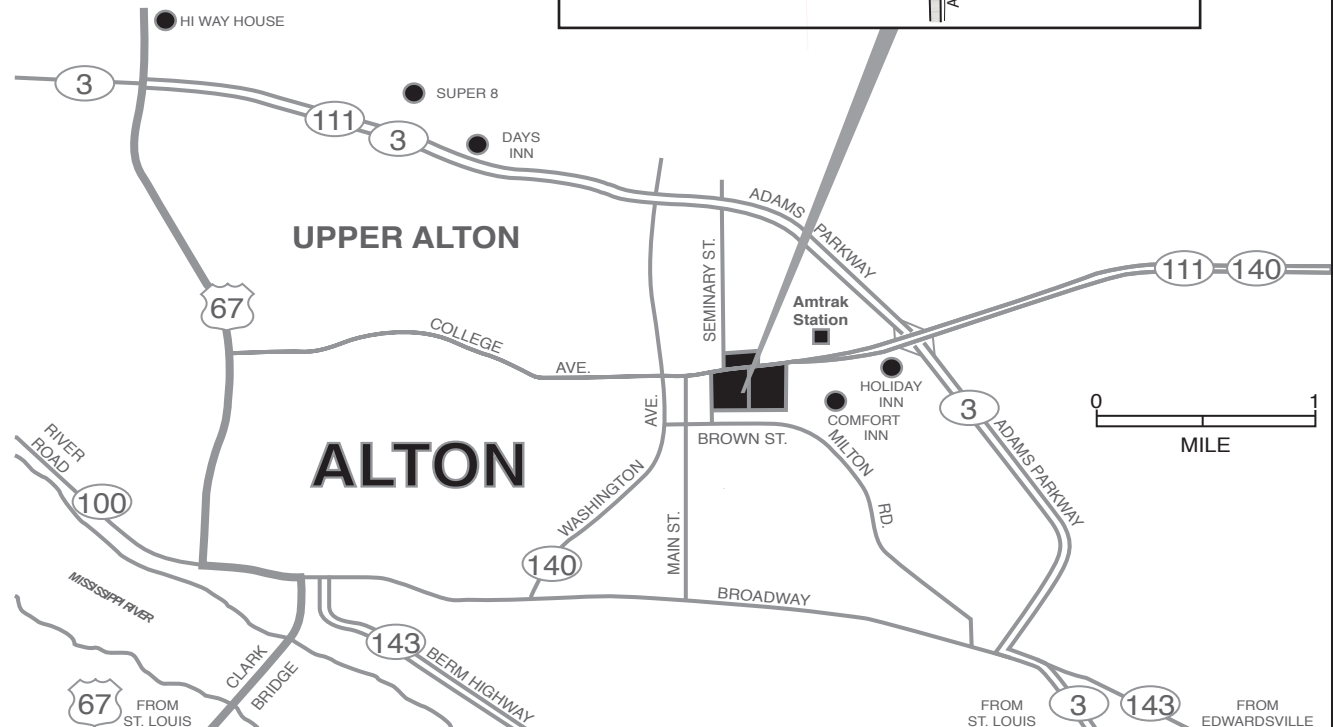 A
HI WAY HOUSE
3
SUPER 8
111
3
DAYS
INN
ADAMS
PARKWAY
UPPER ALTON
SEMINARY ST.
111
140
67
Amtrak
Station
COLLEGE
AVE.
HOLIDAY
INN
COMFORT
INN
AVE.
BROWN ST.
MILTON
RD.
3
ADAMS PARKWAY
0
1
MILE
RIVER
ROAD
ALTON
100
WASHINGTON
140
MAIN ST.
BROADWAY
MISSISSIPPI RIVER
143
BERM HIGHWAY
CLARK
BRIDGE
67
FROM
ST. LOUIS
FROM
ST. LOUIS
3
143
FROM
EDWARDSVILLE